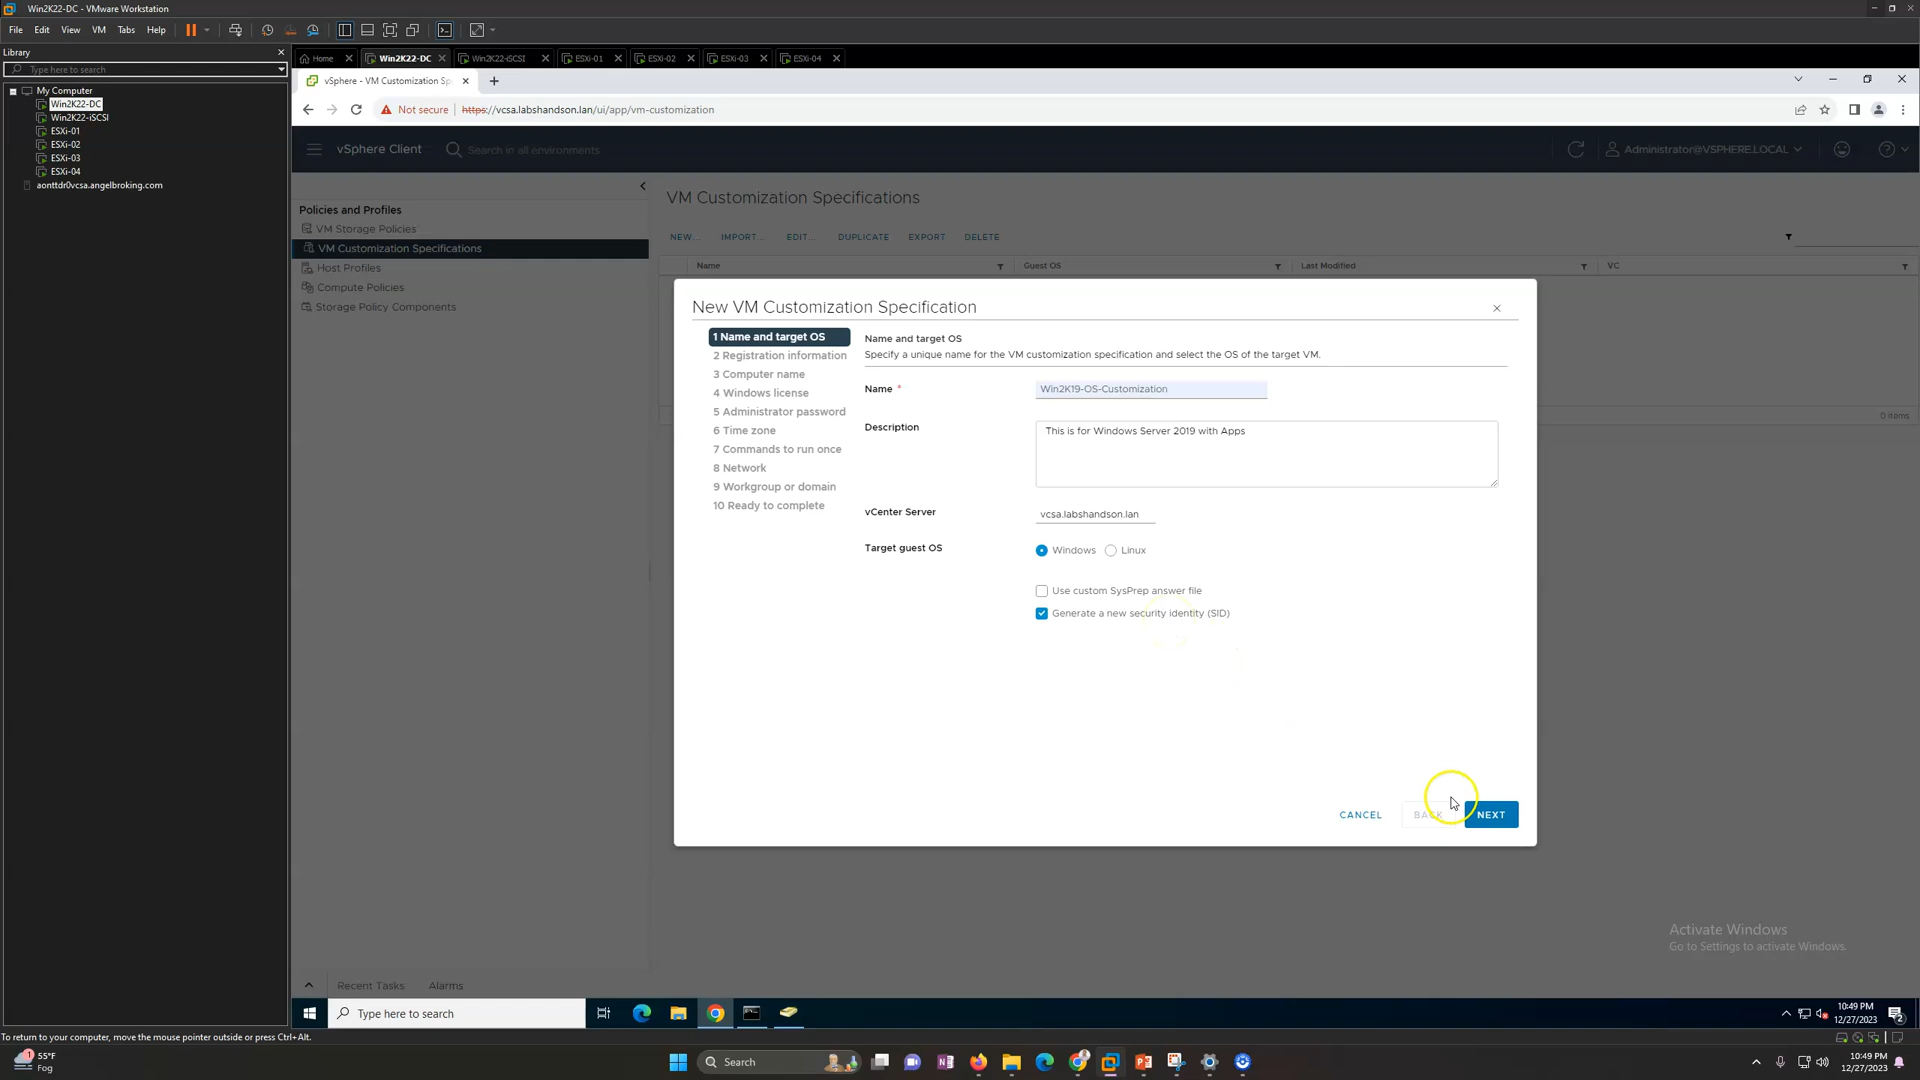 Win2K22-DC - VMware Workstation
File Edit View VM Tabs Help
Library
Type here to search
My Computer
Win2K22-DC
Win2K22-iSCSI
ESXi-01
ESXi-02
ESXi-03
ESXi-04
aonttdr0vcsa.angelbroking.com
Home Win2K22-DC Win2K22-iSCSI ESXi-01 ESXi-02 ESXi-03 ESXi-04
vSphere - VM Customization Sp
Not secure https://vcsa.labshandson.lan/ui/app/vm-customization
vSphere Client Search in all environments Administrator@VSPHERE.LOCAL
Policies and Profiles
VM Storage Policies
VM Customization Specifications
Host Profiles
Compute Policies
Storage Policy Components
VM Customization Specifications
NEW... IMPORT... EDIT... DUPLICATE EXPORT DELETE
Name Guest OS Last Modified VC
0 items
New VM Customization Specification
1 Name and target OS
2 Registration information
3 Computer name
4 Windows license
5 Administrator password
6 Time zone
7 Commands to run once
8 Network
9 Workgroup or domain
10 Ready to complete
Name and target OS
Specify a unique name for the VM customization specification and select the OS of the target VM.
Name * Win2K19-OS-Customization
Description This is for Windows Server 2019 with Apps
vCenter Server vcsa.labshandson.lan
Target guest OS Windows Linux
Use custom SysPrep answer file
Generate a new security identity (SID)
CANCEL BACK NEXT
Activate Windows
Go to Settings to activate Windows.
Recent Tasks Alarms
Type here to search
10:49 PM
12/27/2023
2
To return to your computer, move the mouse pointer outside or press Ctrl+Alt.
1
55°F
Fog
Search
10:49 PM
12/27/2023